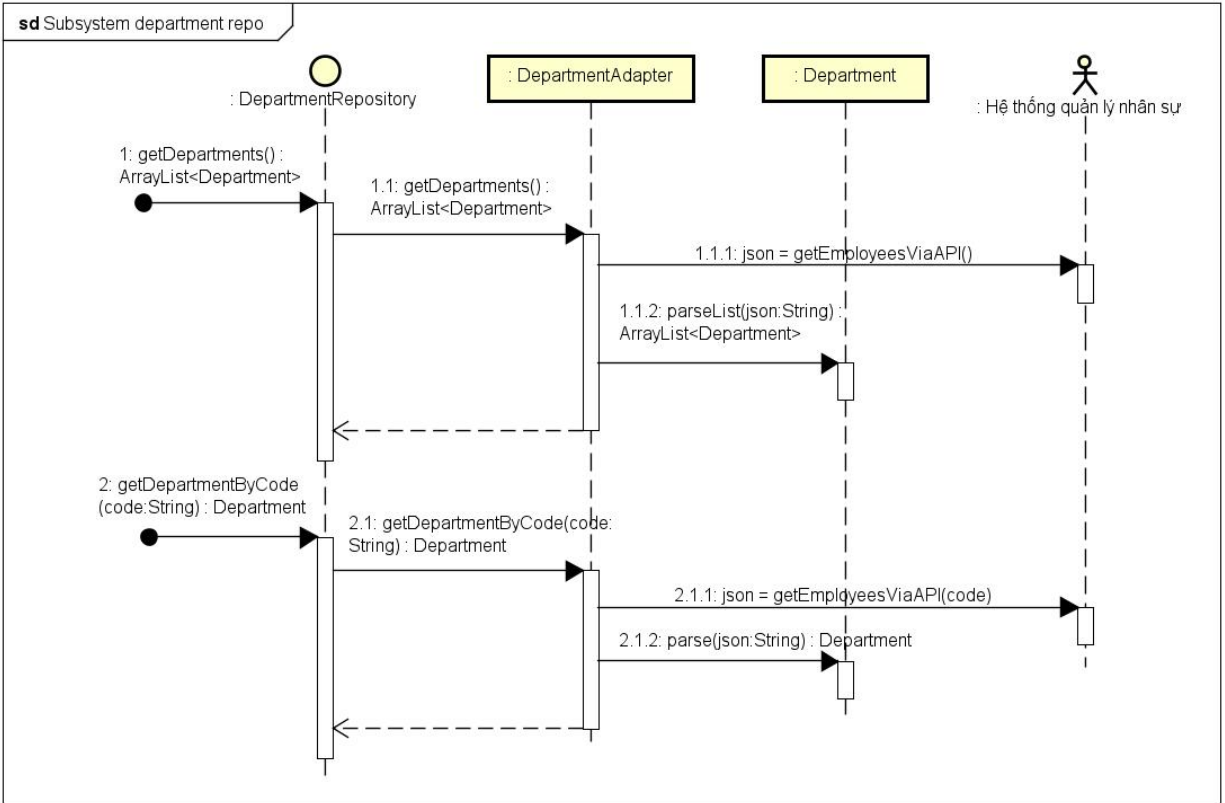 sd Subsystem department repo
: DepartmentRepository
: DepartmentAdapter
: Department
: Hệ thống quản lý nhân sự
1: getDepartments() :
ArrayList<Department>
1.1: getDepartments() :
ArrayList<Department>
1.1.1: json = getEmployeesViaAPI()
1.1.2: parseList(json:String) :
ArrayList<Department>
2: getDepartmentByCode
(code:String) : Department
2.1: getDepartmentByCode(code:
String) : Department
2.1.1: json = getEmployeesViaAPI(code)
2.1.2: parse(json:String) : Department